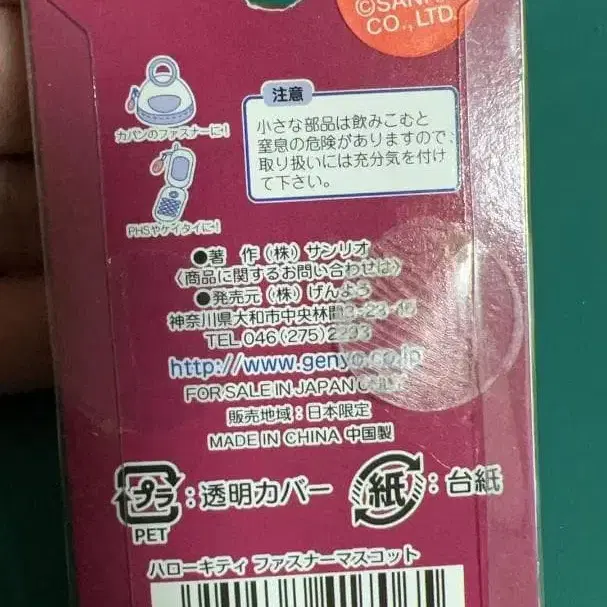 ©SANR
CO., LTD.
カバンのファスナーに!
PHSやケイタイに!
注意
小さな部品は飲みこむと
窒息の危険がありますので、
取り扱いには充分気を付け
て下さい。
●著 作(株)サンリオ
〈商品に関するお問い合わせは〉
●発売元(株)げんよう
神奈川県大和市中央林間
TEL 046(275)2233
http://www.genyo.co.jp
FOR SALE IN JAPAN ONLY
販売地域:日本限定
MADE IN CHINA 中国製
プラ:透明カバー
PET
紙:台紙
ハローキティ ファスナーマスコット